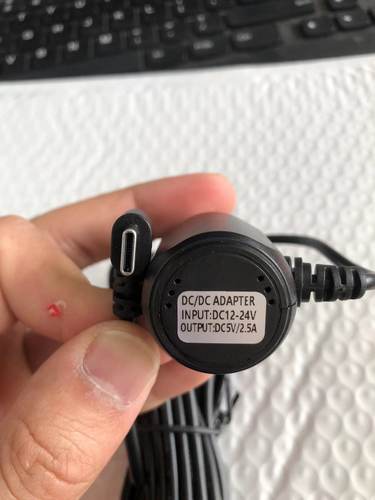 DC/DC ADAPTER
INPUT:DC12-24V
OUTPUT:DC5V/2.5A